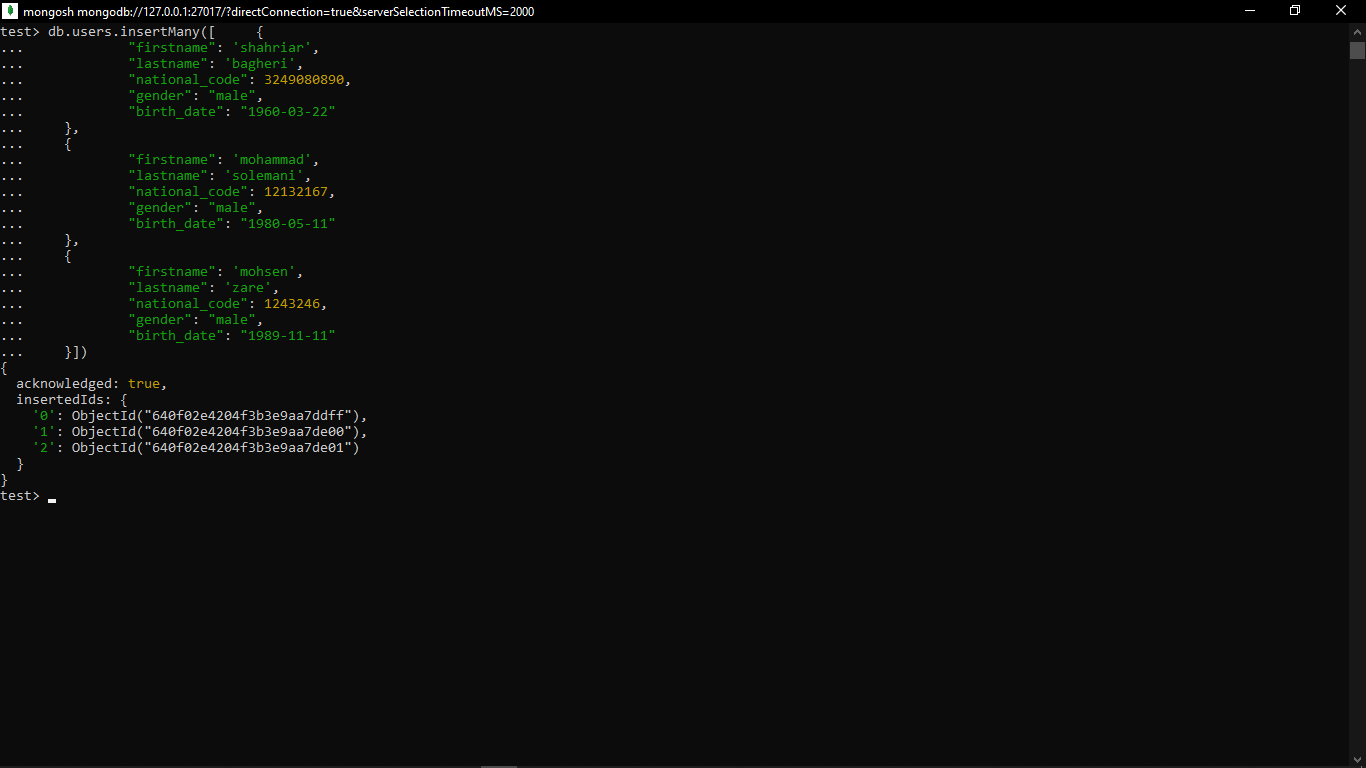 mongosh mongodb://127.0.0.1:27017/?directConnection=true&serverSelectionTimeoutMS=2000
test> db.users.insertMany([     {
...             "firstname": 'shahriar',
...             "lastname": 'bagheri',
...             "national_code": 3249080890,
...             "gender": "male",
...             "birth_date": "1960-03-22"
...     },
...     {
...             "firstname": 'mohammad',
...             "lastname": 'solemani',
...             "national_code": 12132167,
...             "gender": "male",
...             "birth_date": "1980-05-11"
...     },
...     {
...             "firstname": 'mohsen',
...             "lastname": 'zare',
...             "national_code": 1243246,
...             "gender": "male",
...             "birth_date": "1989-11-11"
...     }])
{
  acknowledged: true,
  insertedIds: {
    '0': ObjectId("640f02e4204f3b3e9aa7ddff"),
    '1': ObjectId("640f02e4204f3b3e9aa7de00"),
    '2': ObjectId("640f02e4204f3b3e9aa7de01")
  }
}
test>